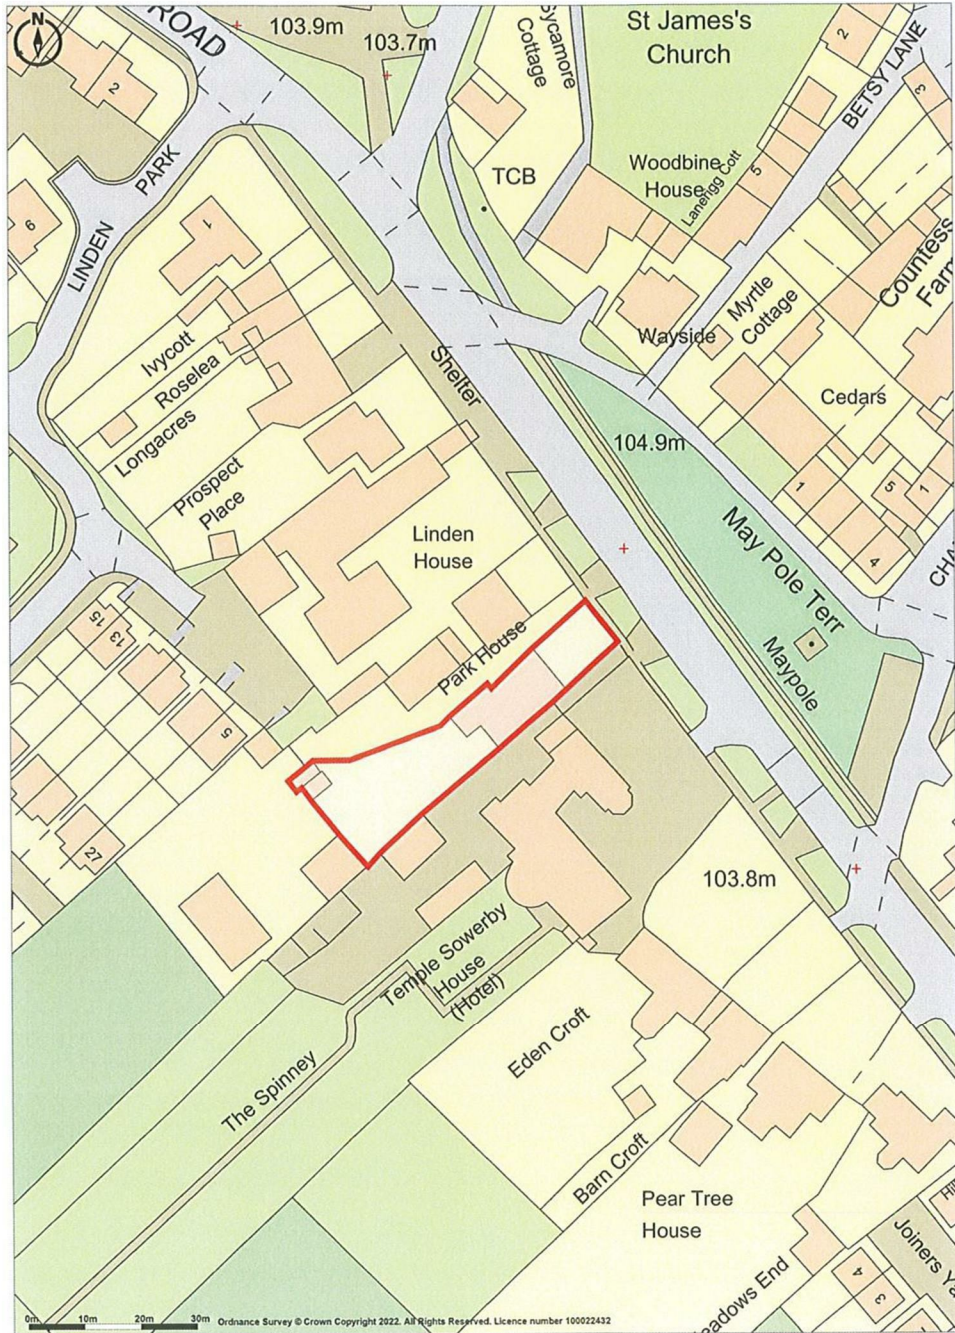 N
ROAD
103.9m
103.7m
Sycamore
Cottage
St James's
Church
2
BETSY LANE
3
2
LINDEN
PARK
TCB
Woodbine
House
Lanerigg Cott
5
6
1
Countess
Farm
Ivycott
Roselea
Longacres
Shelter
Wayside
Myrtle
Cottage
Cedars
104.9m
Prospect
Place
1
5
1
4
Linden
House
May Pole Terr
Maypole
CHA
13 15
Park House
5
27
103.8m
Temple Sowerby
House
(Hotel)
Eden Croft
The Spinney
Barn Croft
Pear Tree
House
Joiners Ya
4
3
eadows End
0m 10m 20m 30m
Ordnance Survey © Crown Copyright 2022. All Rights Reserved. Licence number 100022432